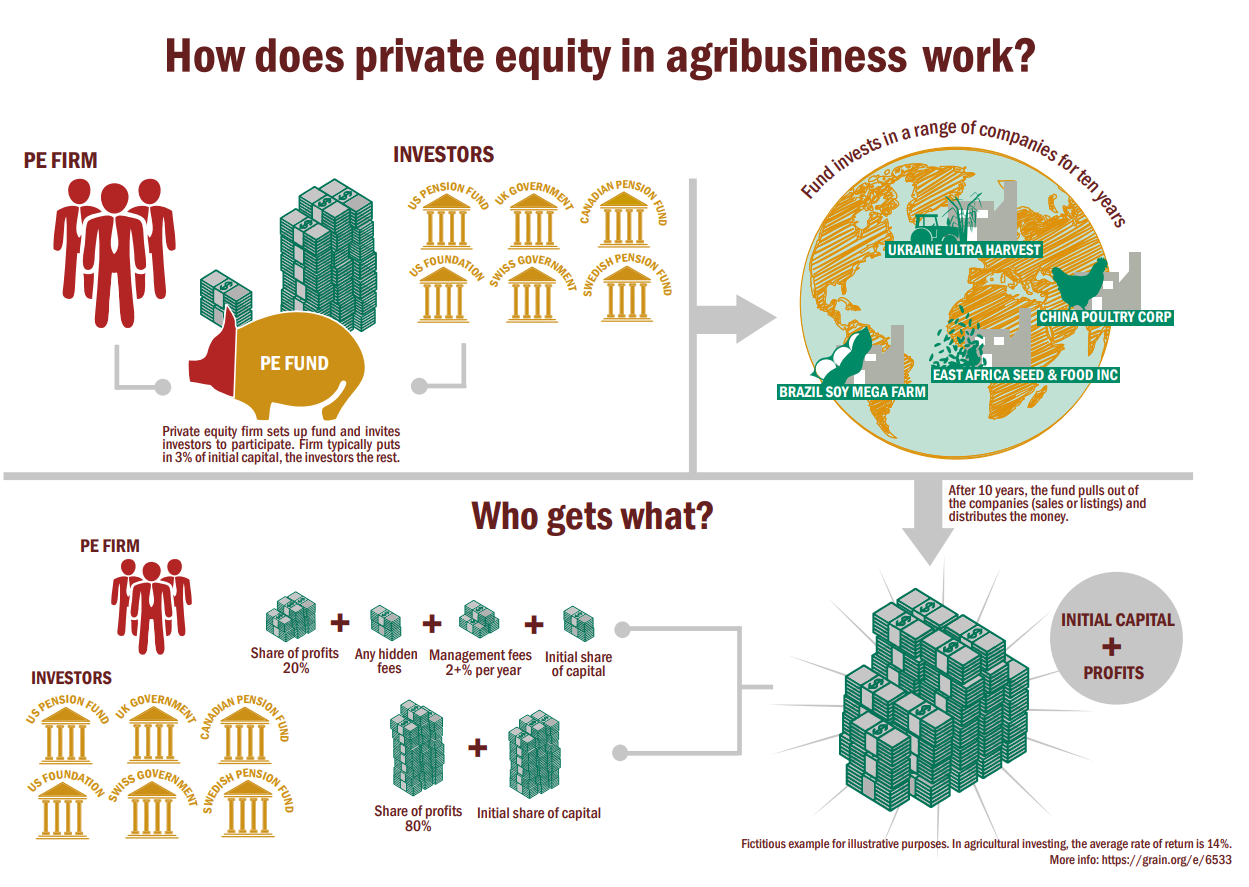 How does private equity in agribusiness work?
PE FIRM
INVESTORS
US PENSION FUND
UK GOVERNMENT
CANADIAN PENSION FUND
US FOUNDATION
SWISS GOVERNMENT
SWEDISH PENSION FUND
PE FUND
Private equity firm sets up fund and invites
investors to participate. Firm typically puts
in 3% of initial capital, the investors the rest.
Fund invests in a range of companies for ten years
UKRAINE ULTRA HARVEST
CHINA POULTRY CORP
EAST AFRICA SEED & FOOD INC
BRAZIL SOY MEGA FARM
After 10 years, the fund pulls out of
the companies (sales or listings) and
distributes the money.
Who gets what?
PE FIRM
$
+
$
+
$
+
$
Share of profits
20%
Any hidden
fees
Management fees
2+% per year
Initial share
of capital
INVESTORS
US PENSION FUND
UK GOVERNMENT
CANADIAN PENSION FUND
US FOUNDATION
SWISS GOVERNMENT
SWEDISH PENSION FUND
+
Share of profits
80%
Initial share of capital
INITIAL CAPITAL
+
PROFITS
Fictitious example for illustrative purposes. In agricultural investing, the average rate of return is 14%.
More info: https://grain.org/e/6533